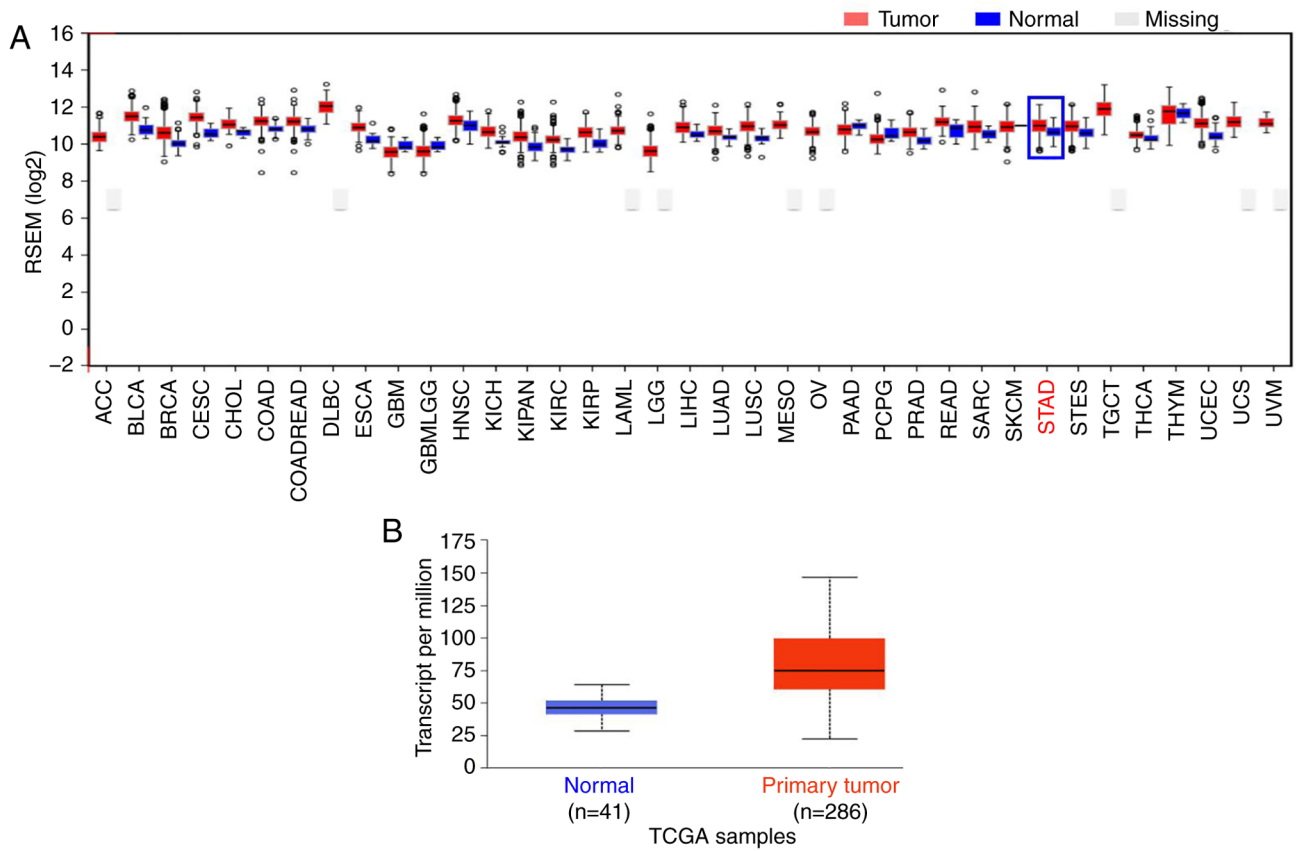 A
Tumor Normal Missing
RSEM (log2)
16
14
12
10
8
6
4
2
0
−2
ACC BLCA BRCA CESC CHOL COAD COADREAD DLBC ESCA GBM GBMLGG HNSC KICH KIPAN KIRC KIRP LAML LGG LIHC LUAD LUSC MESO OV PAAD PCPG PRAD READ SARC SKCM STAD STES TGCT THCA THYM UCEC UCS UVM
B
Transcript per million
175
150
125
100
75
50
25
0
Normal Primary tumor
(n=41) (n=286)
TCGA samples